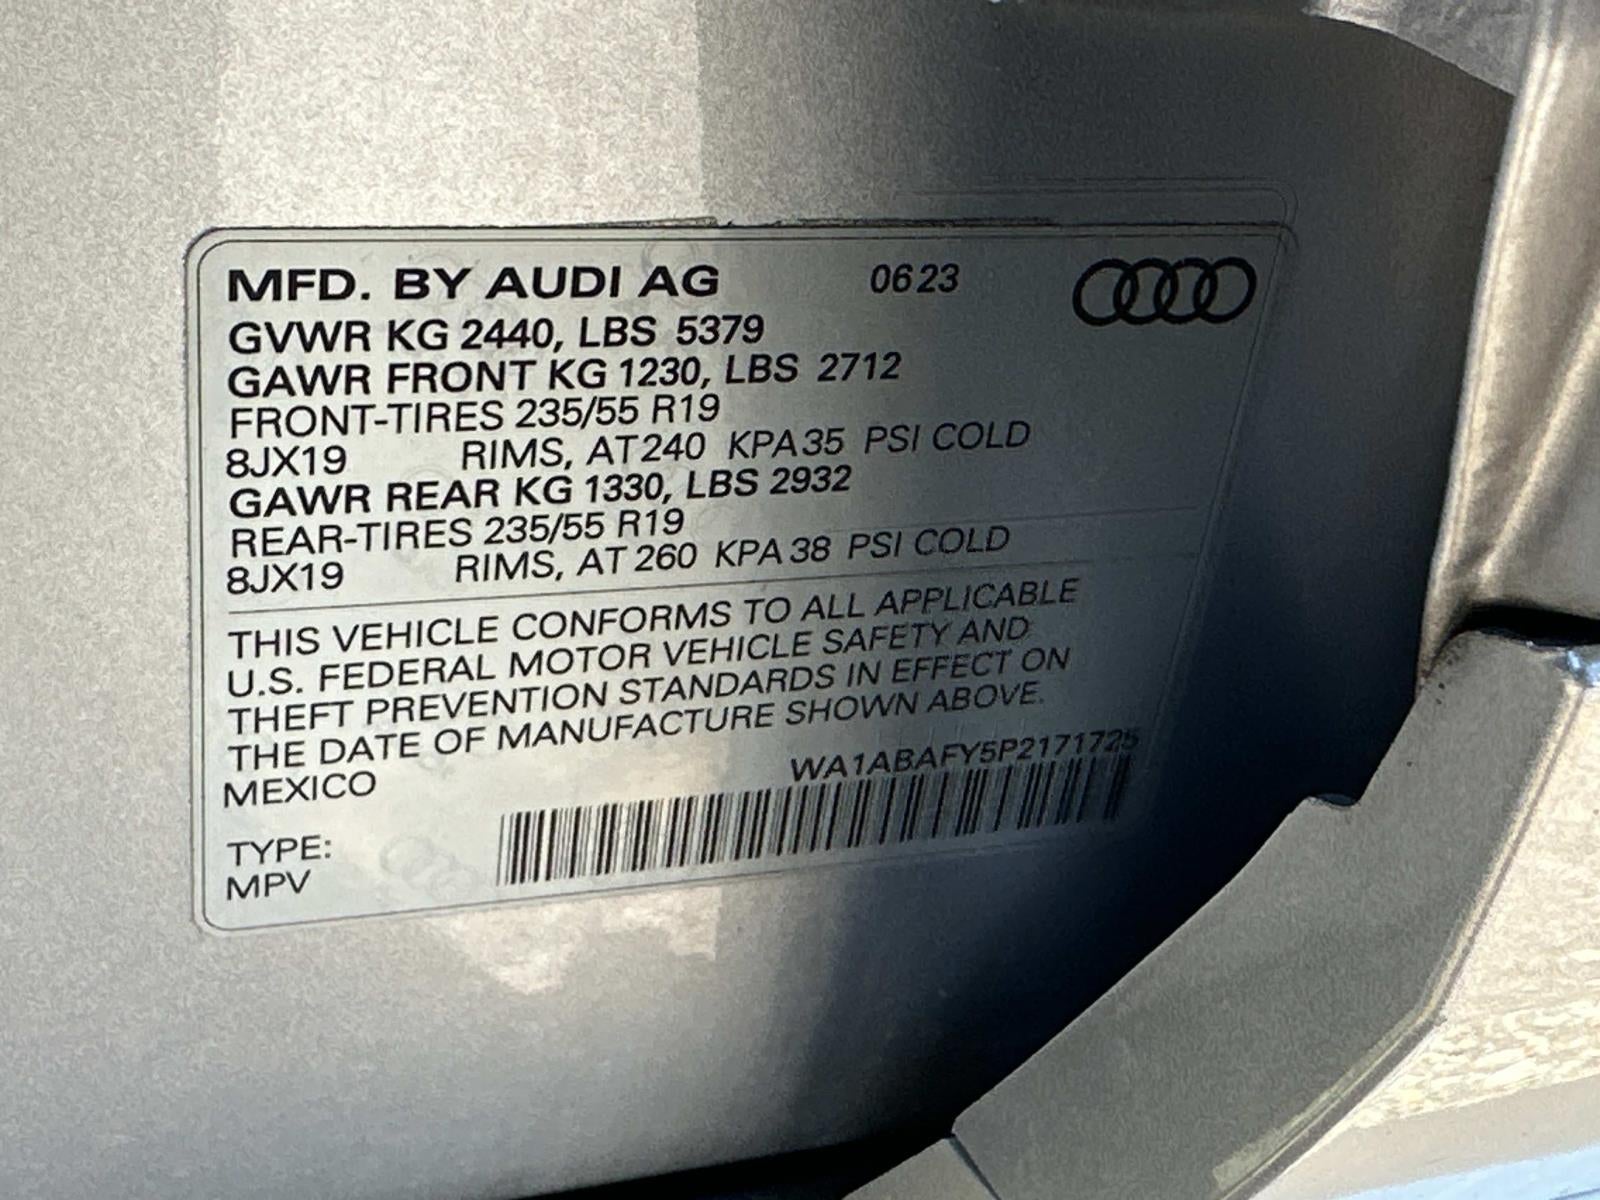 MFD. BY AUDI AG 0623
GVWR KG 2440, LBS 5379
GAWR FRONT KG 1230, LBS 2712
FRONT-TIRES 235/55 R19
8JX19 RIMS, AT 240 KPA 35 PSI COLD
GAWR REAR KG 1330, LBS 2932
REAR-TIRES 235/55 R19
8JX19 RIMS, AT 260 KPA 38 PSI COLD
THIS VEHICLE CONFORMS TO ALL APPLICABLE
U.S. FEDERAL MOTOR VEHICLE SAFETY AND
THEFT PREVENTION STANDARDS IN EFFECT ON
THE DATE OF MANUFACTURE SHOWN ABOVE.
MEXICO WA1ABAFY5P2171725
TYPE:
MPV